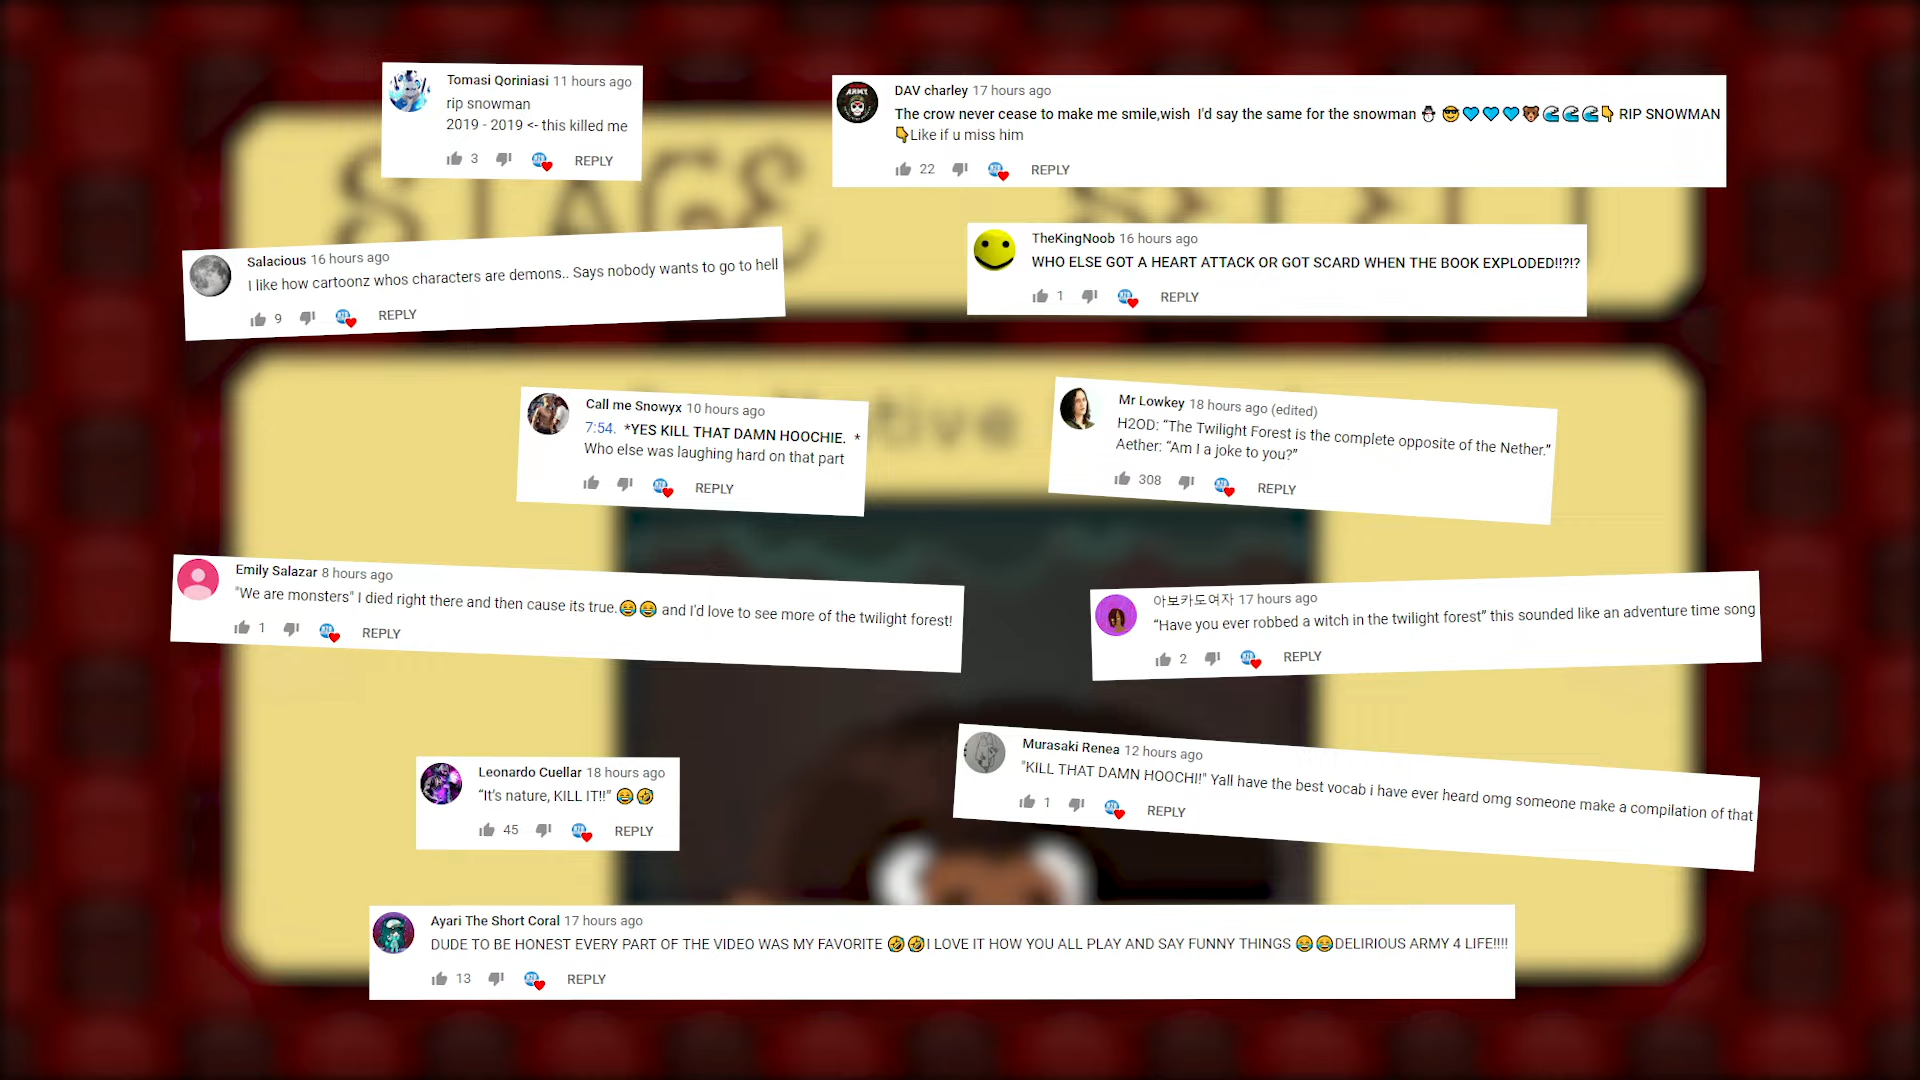 Tomasi Qoriniasi 11 hours ago
rip snowman
2019 - 2019 <- this killed me
3 REPLY
DAV charley 17 hours ago
The crow never cease to make me smile,wish I'd say the same for the snowman ⛄😎💙💙💙🐻🌊🌊🌊👇 RIP SNOWMAN
👇Like if u miss him
22 REPLY
STAGE SELECT
Salacious 16 hours ago
I like how cartoonz whos characters are demons.. Says nobody wants to go to hell
9 REPLY
TheKingNoob 16 hours ago
WHO ELSE GOT A HEART ATTACK OR GOT SCARD WHEN THE BOOK EXPLODED!!?!?
1 REPLY
Call me Snowyx 10 hours ago
7:54. *YES KILL THAT DAMN HOOCHIE. *
Who else was laughing hard on that part
REPLY
Mr Lowkey 18 hours ago (edited)
H2OD: “The Twilight Forest is the complete opposite of the Nether.”
Aether: “Am I a joke to you?”
308 REPLY
Emily Salazar 8 hours ago
"We are monsters" I died right there and then cause its true.😂😂 and I'd love to see more of the twilight forest!
1 REPLY
아보카도여자 17 hours ago
“Have you ever robbed a witch in the twilight forest” this sounded like an adventure time song
2 REPLY
Leonardo Cuellar 18 hours ago
“It’s nature, KILL IT!!” 😂🤣
45 REPLY
Murasaki Renea 12 hours ago
"KILL THAT DAMN HOOCHI!" Yall have the best vocab i have ever heard omg someone make a compilation of that
1 REPLY
Ayari The Short Coral 17 hours ago
DUDE TO BE HONEST EVERY PART OF THE VIDEO WAS MY FAVORITE 🤣🤣I LOVE IT HOW YOU ALL PLAY AND SAY FUNNY THINGS 😂😂DELIRIOUS ARMY 4 LIFE!!!!
13 REPLY